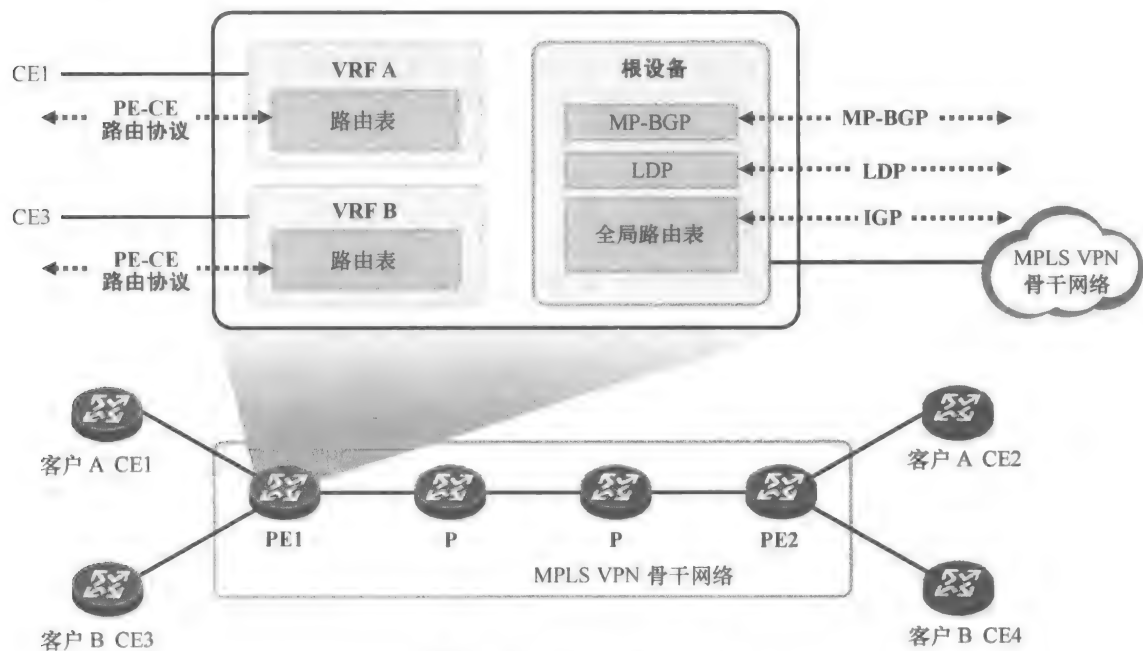 CE1
PE-CE
路由协议
VRF A
路由表
CE3
PE-CE
路由协议
VRF B
路由表
根设备
MP-BGP
LDP
全局路由表
MP-BGP
LDP
IGP
MPLS VPN
骨干网络
客户 A CE1
客户 A CE2
PE1
P
P
PE2
MPLS VPN 骨干网络
客户 B CE3
客户 B CE4